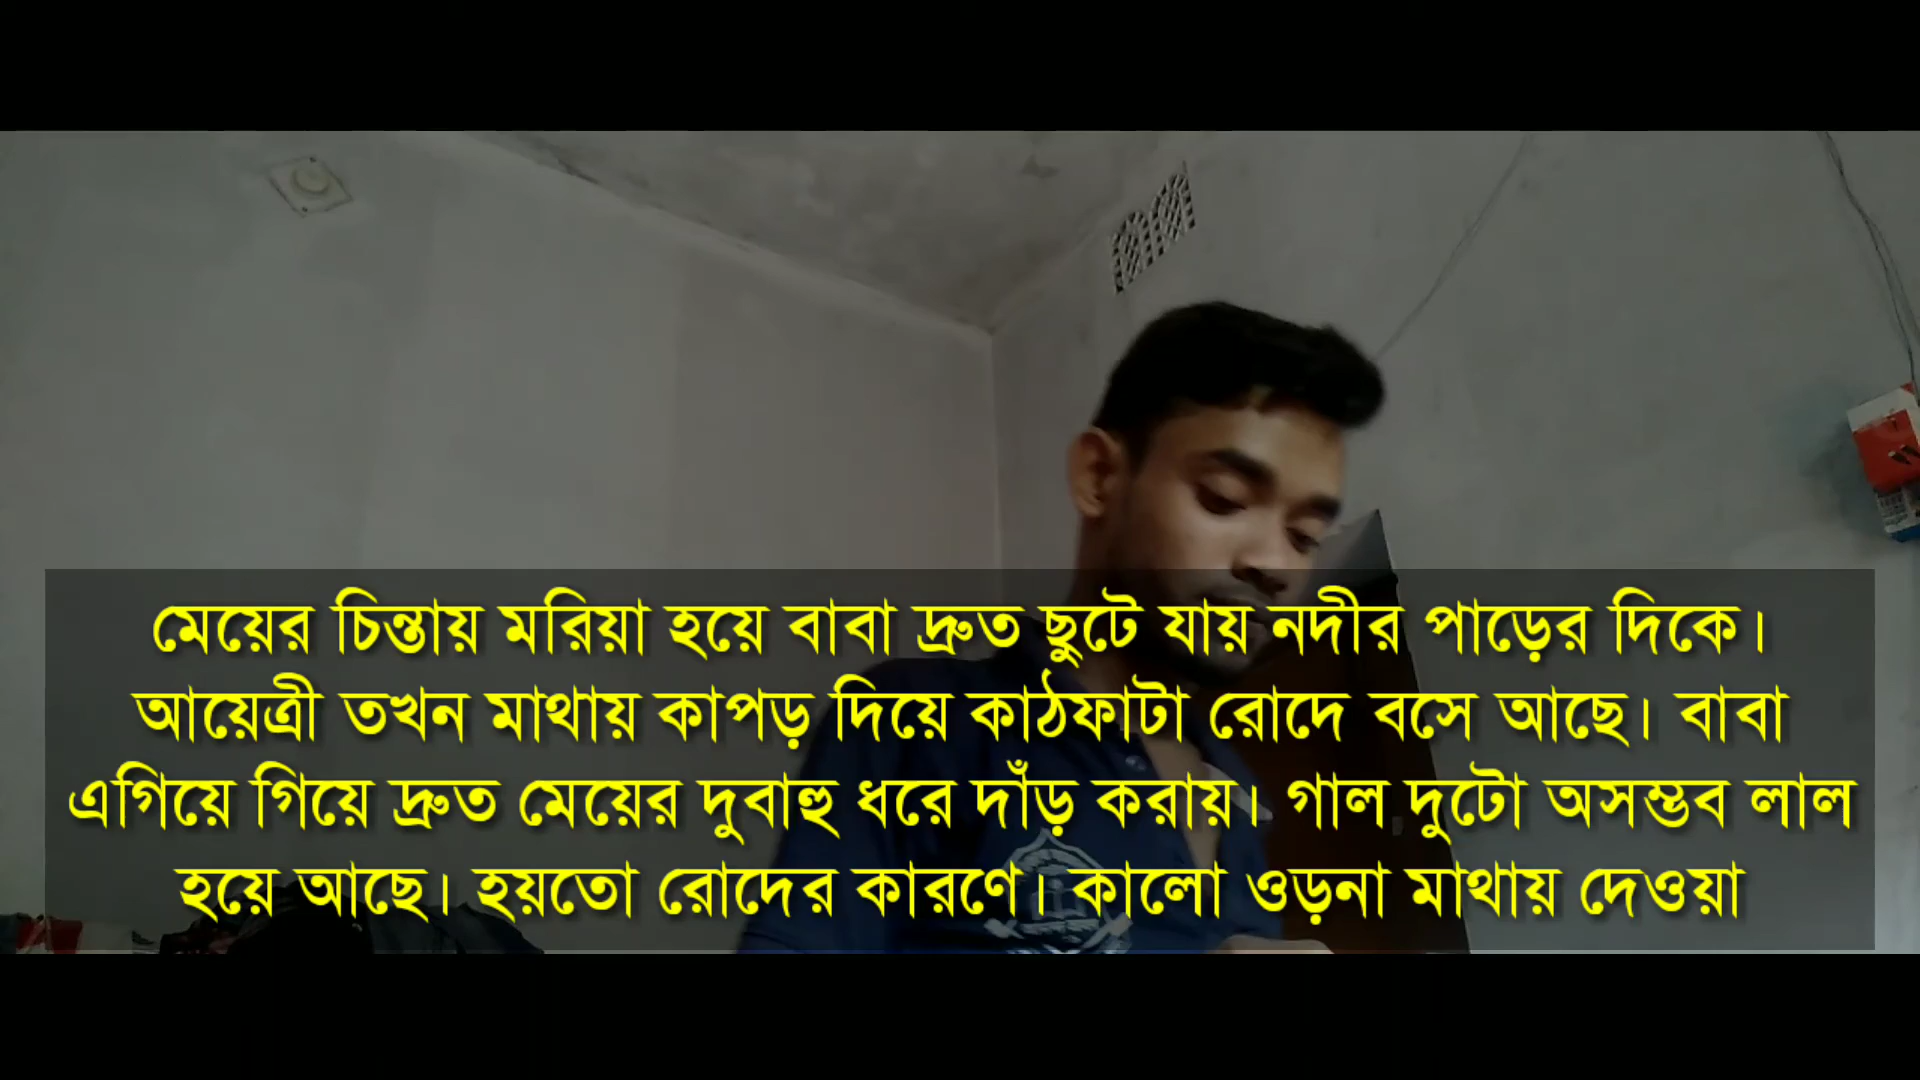 মেয়ের চিন্তায় মরিয়া হয়ে বাবা দ্রুত ছুটে যায় নদীর পাড়ের দিকে।
আয়েত্রী তখন মাথায় কাপড় দিয়ে কাঠফাটা রোদে বসে আছে। বাবা
এগিয়ে গিয়ে দ্রুত মেয়ের দুবাহু ধরে দাঁড় করায়। গাল দুটো অসম্ভব লাল
হয়ে আছে। হয়তো রোদের কারণে। কালো ওড়না মাথায় দেওয়া